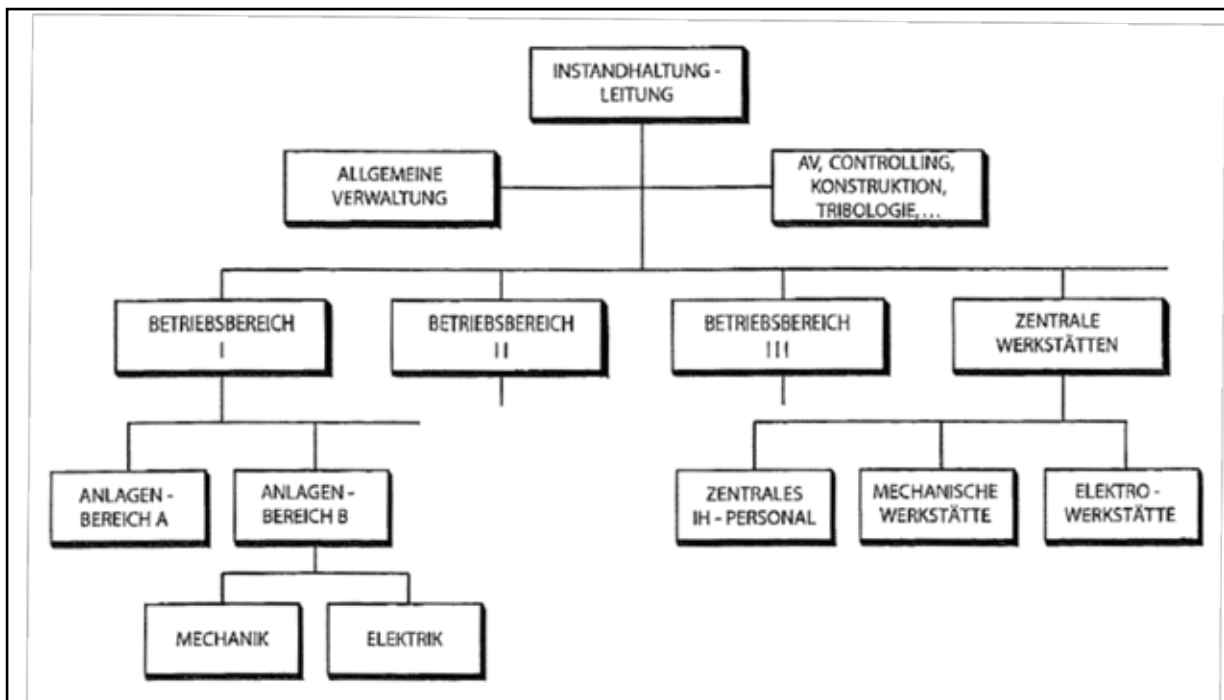 INSTANDHALTUNG -
LEITUNG
ALLGEMEINE
VERWALTUNG
AV, CONTROLLING,
KONSTRUKTION,
TRIBOLOGIE,...
BETRIEBSBEREICH
I
BETRIEBSBEREICH
II
BETRIEBSBEREICH
III
ZENTRALE
WERKSTÄTTEN
ANLAGEN -
BEREICH A
ANLAGEN -
BEREICH B
ZENTRALES
IH - PERSONAL
MECHANISCHE
WERKSTÄTTE
ELEKTRO -
WERKSTÄTTE
MECHANIK
ELEKTRIK